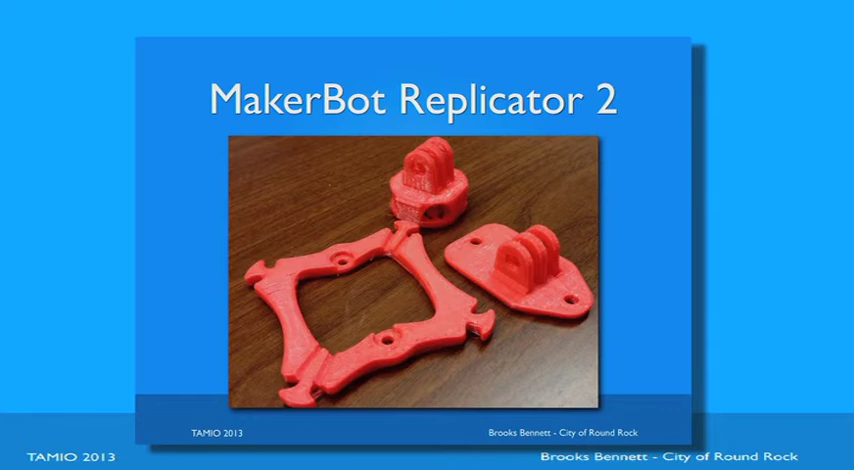 MakerBot Replicator 2
TAMIO 2013
Brooks Bennett - City of Round Rock
TAMIO 2013
Brooks Bennett - City of Round Rock